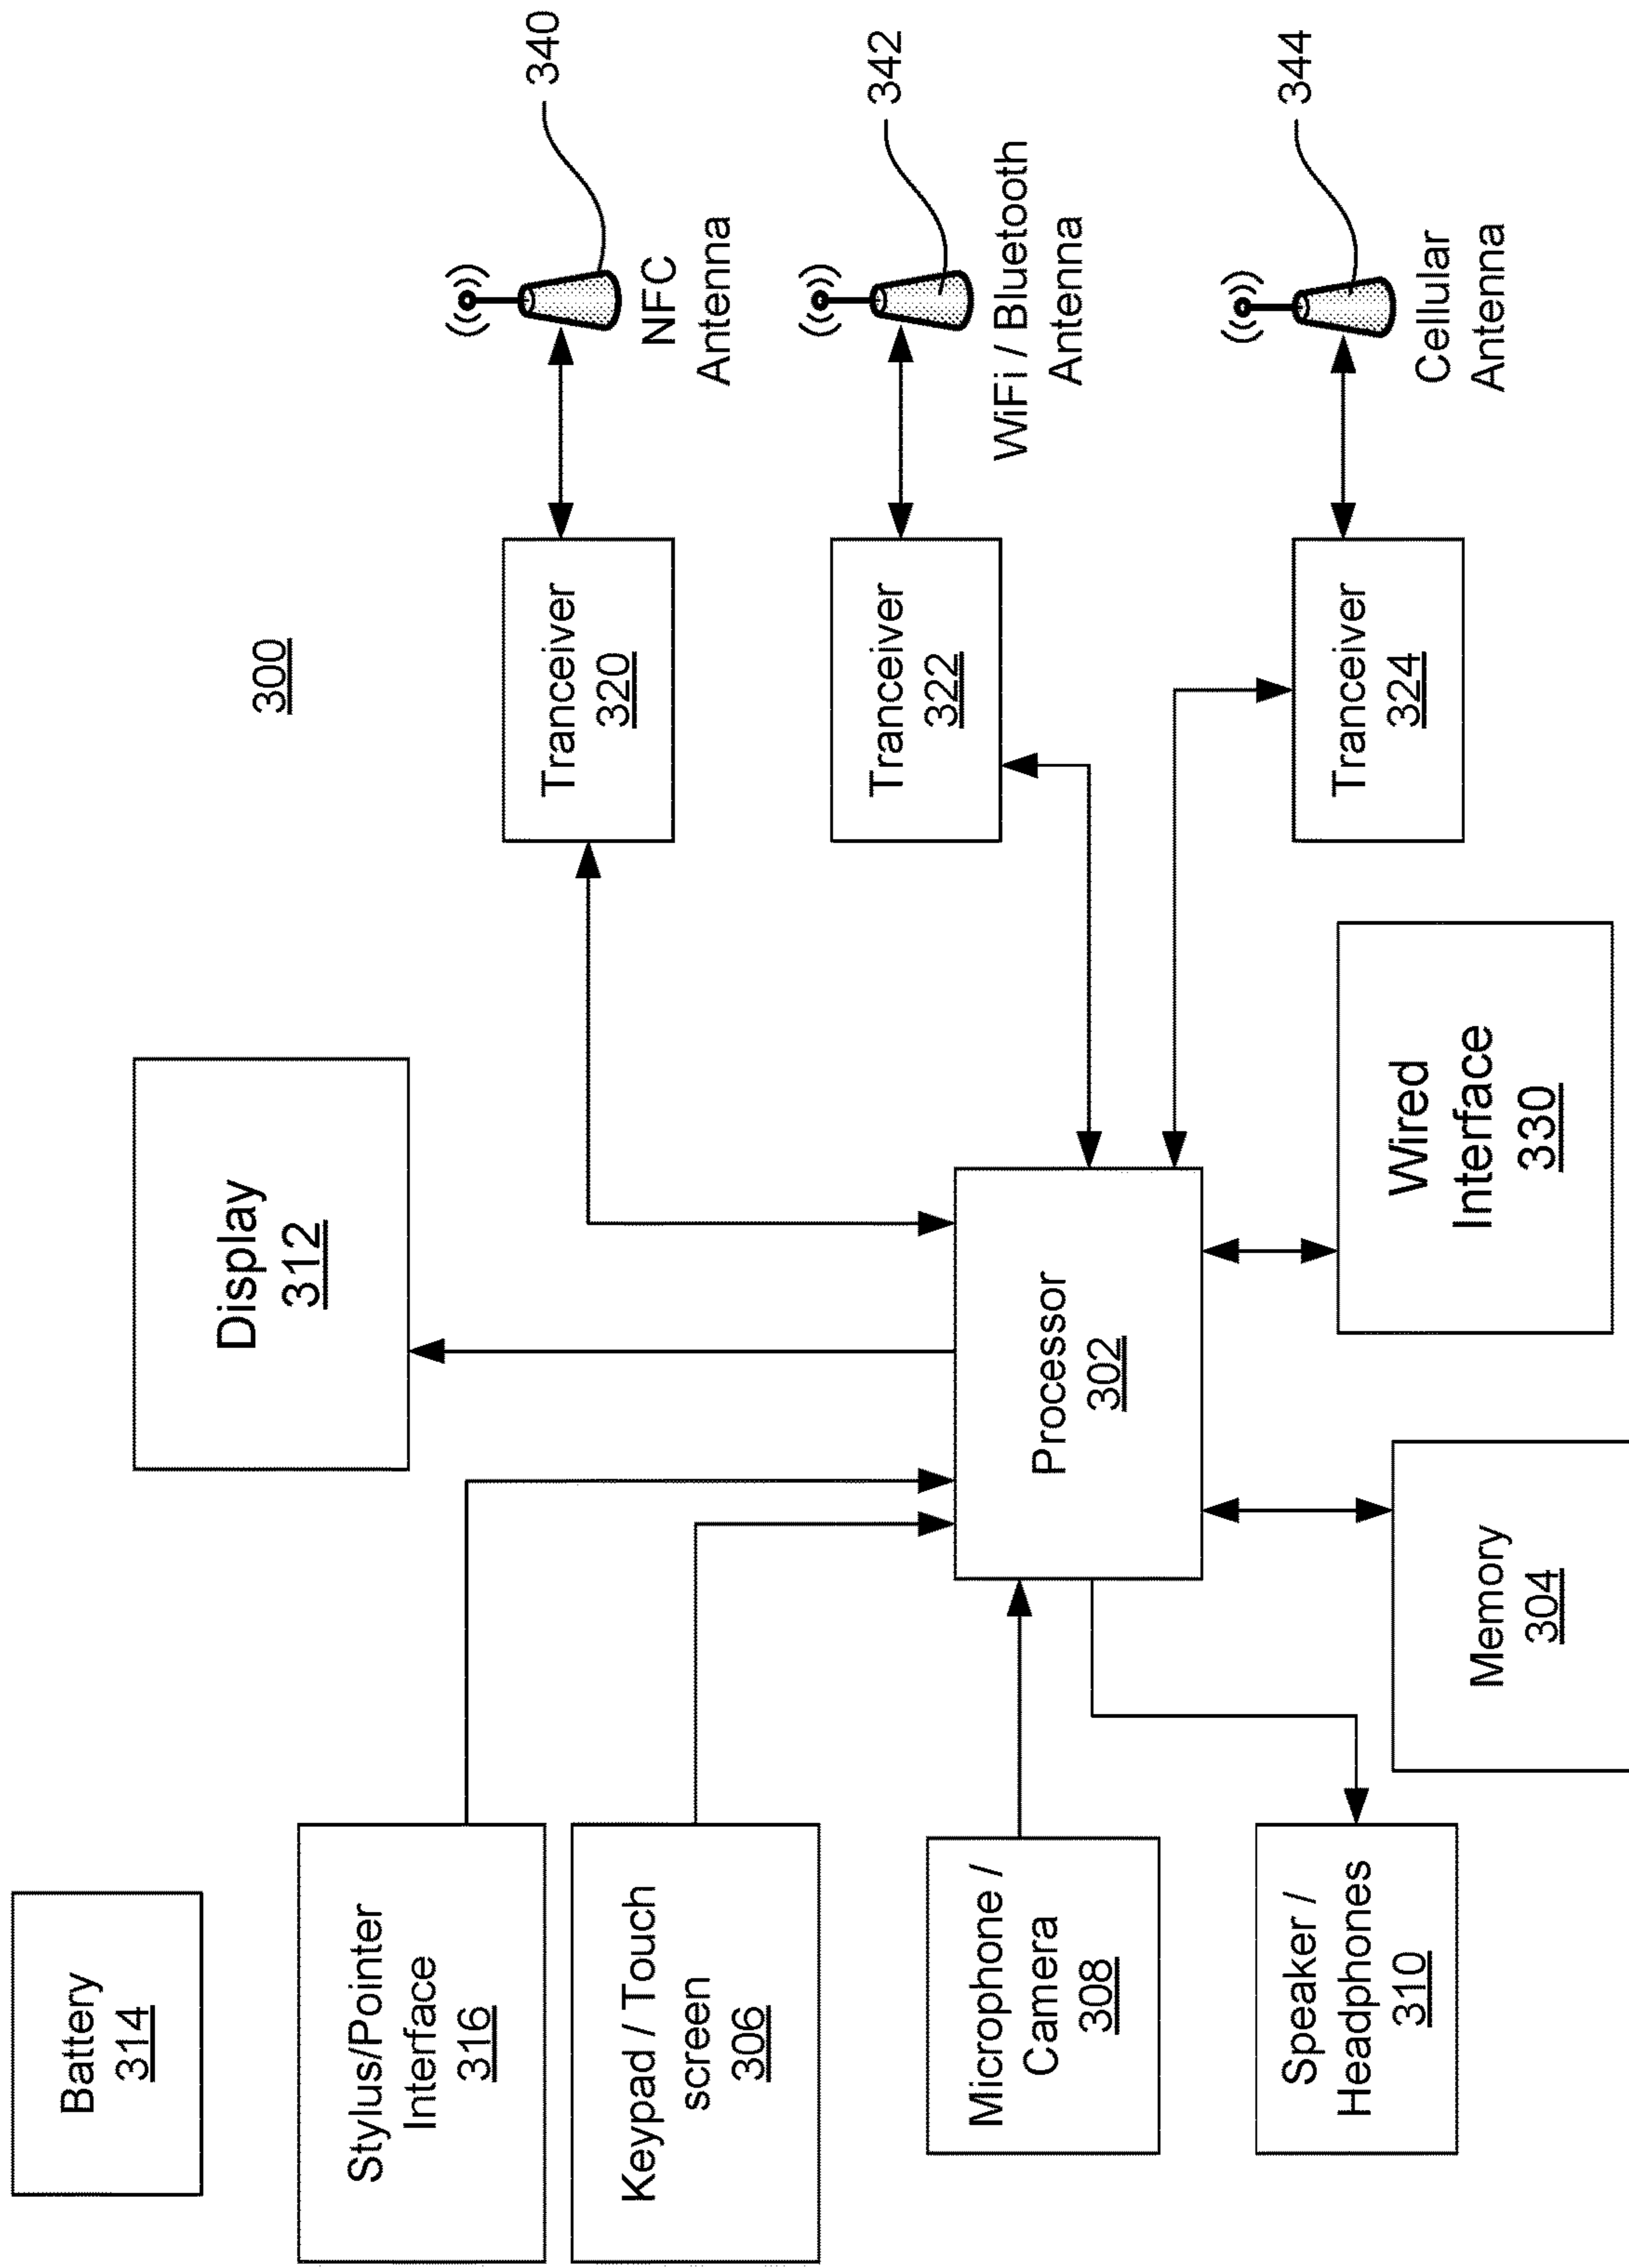 300
Battery
314
Stylus/Pointer
Interface
316
Keypad / Touch
screen
306
Microphone /
Camera
308
Speaker /
Headphones
310
Display
312
Processor
302
Memory
304
Wired
Interface
330
Tranceiver
320
Tranceiver
322
Tranceiver
324
340
NFC
Antenna
342
WiFi / Bluetooth
Antenna
344
Cellular
Antenna